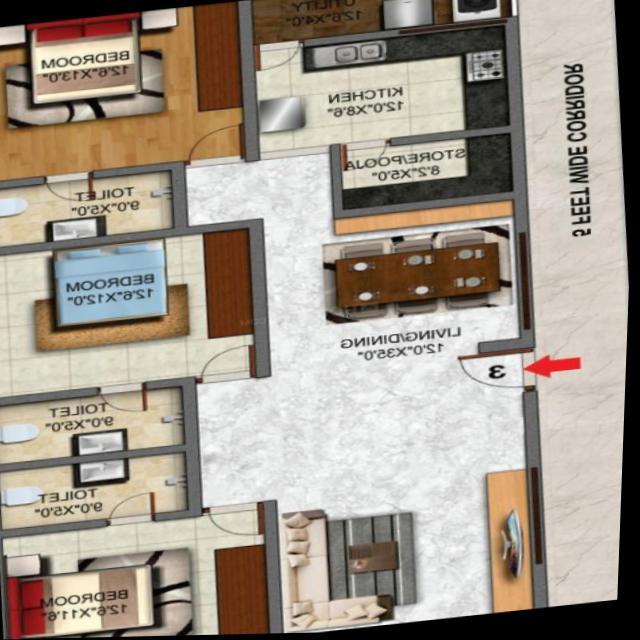 UTILITY
12'6"X4'0"
BEDROOM
12'6"X13'0"
KITCHEN
12'0"X8'6"
STORE/POOJA
8'2"X5'0"
5 FEET WIDE CORRIDOR
TOILET
9'0"X5'0"
BEDROOM
12'6"X12'0"
LIVING/DINING
12'0"X35'0"
3
TOILET
9'0"X5'0"
TOILET
9'0"X5'0"
BEDROOM
12'6"X11'6"